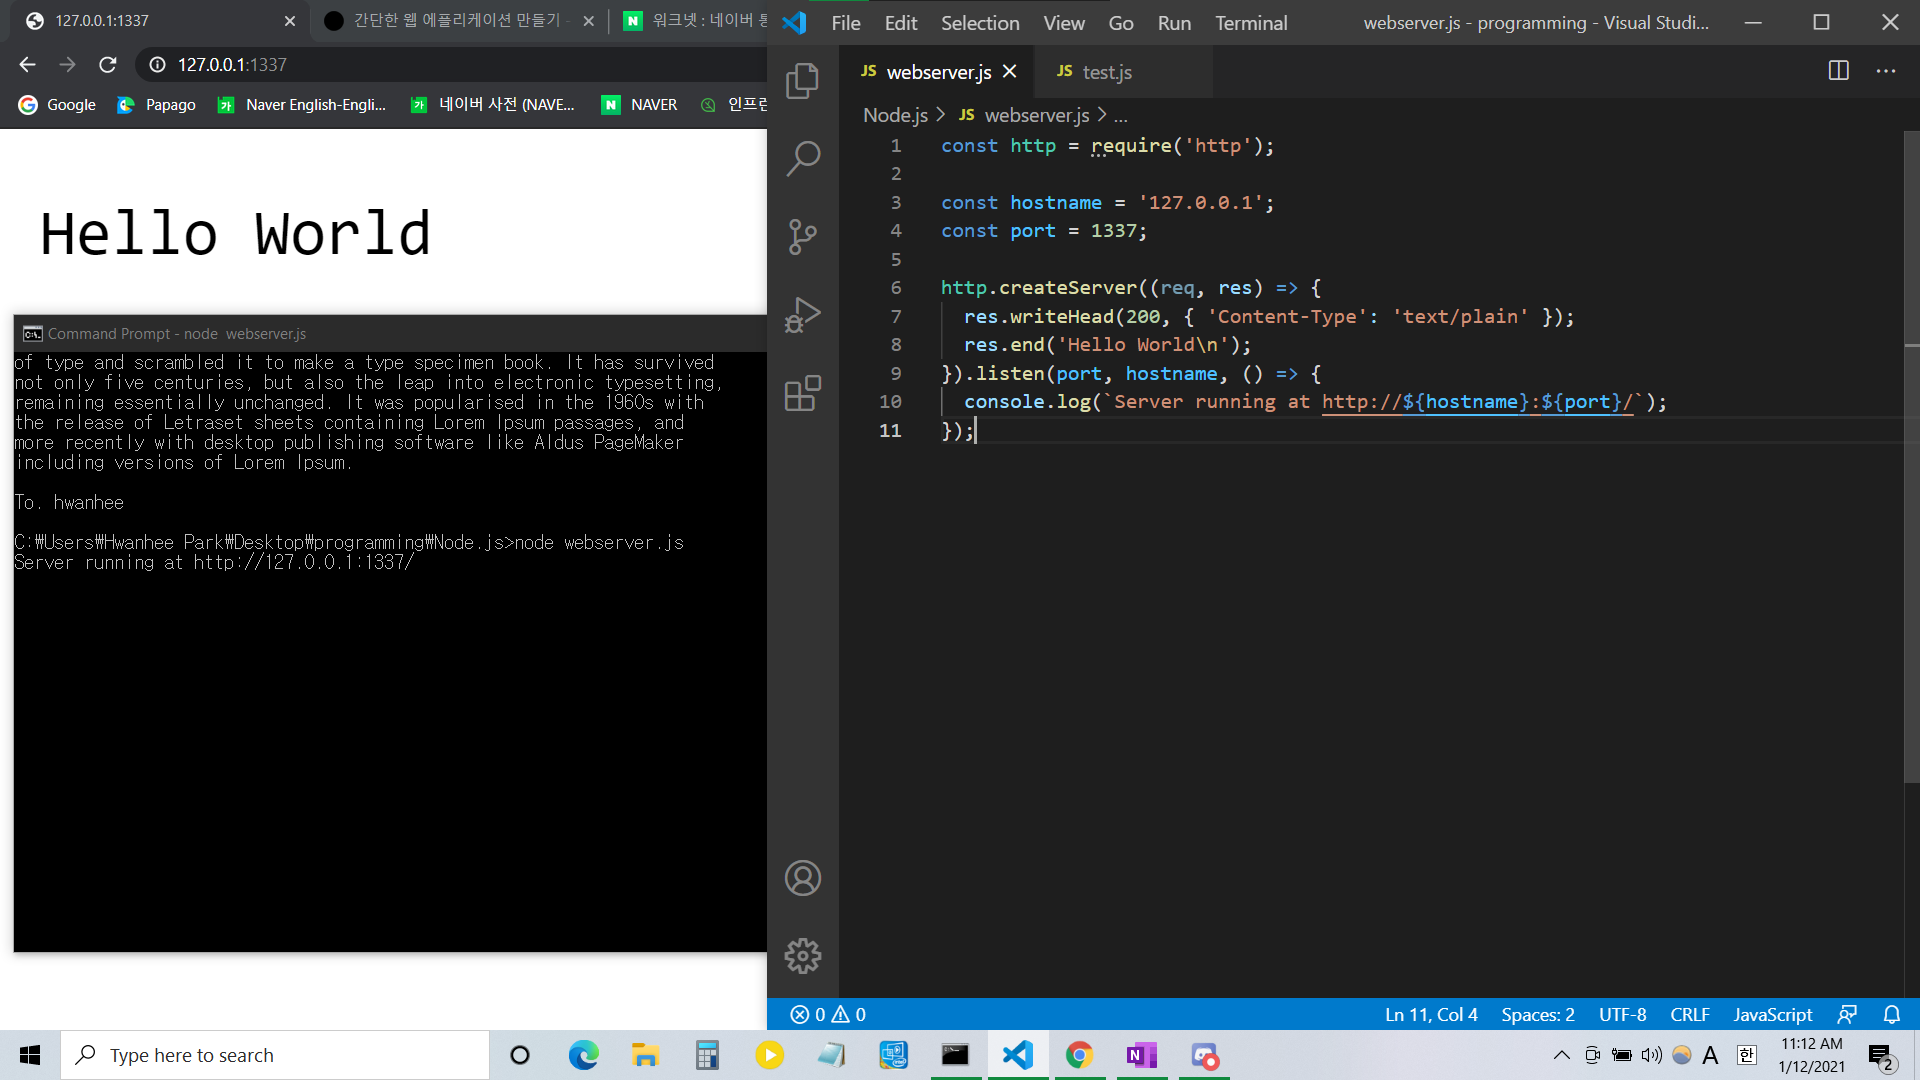 127.0.0.1:1337
간단한 웹 애플리케이션 만들기 -
워크넷 : 네이버 통
127.0.0.1:1337
Google
Papago
Naver English-Engli...
네이버 사전 (NAVE...
NAVER
인프런
Hello World
Command Prompt - node  webserver.js
of type and scrambled it to make a type specimen book. It has survived
not only five centuries, but also the leap into electronic typesetting,
remaining essentially unchanged. It was popularised in the 1960s with
the release of Letraset sheets containing Lorem Ipsum passages, and
more recently with desktop publishing software like Aldus PageMaker
including versions of Lorem Ipsum.
To. hwanhee
C:₩Users₩Hwanhee Park₩Desktop₩programming₩Node.js>node webserver.js
Server running at http://127.0.0.1:1337/
File Edit Selection View Go Run Terminal
webserver.js - programming - Visual Studi...
JS webserver.js
JS test.js
Node.js > JS webserver.js > ...
1 const http = require('http');
2
3 const hostname = '127.0.0.1';
4 const port = 1337;
5
6 http.createServer((req, res) => {
7   res.writeHead(200, { 'Content-Type': 'text/plain' });
8   res.end('Hello World\n');
9 }).listen(port, hostname, () => {
10   console.log(`Server running at http://${hostname}:${port}/`);
11 });
0 0
Ln 11, Col 4
Spaces: 2
UTF-8
CRLF
JavaScript
Type here to search
A
한
11:12 AM
1/12/2021
2